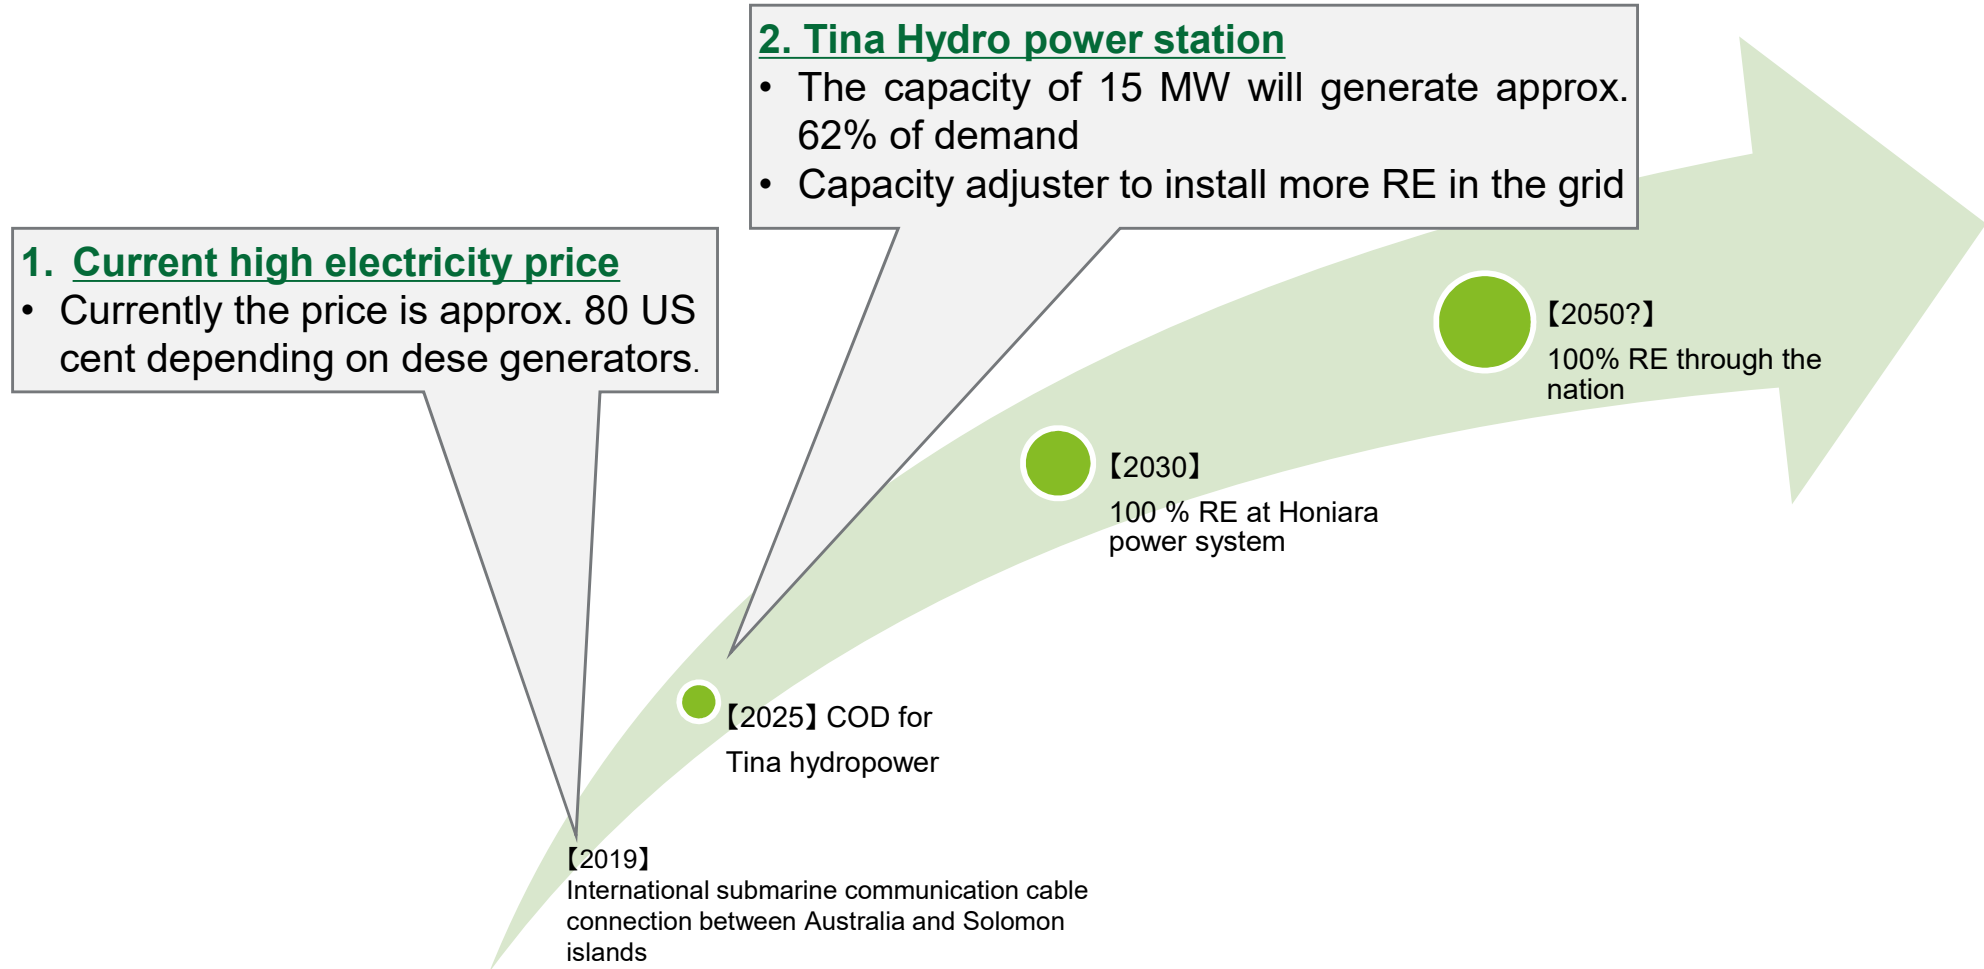 2. Tina Hydro power station
• The capacity of 15 MW will generate approx.
62% of demand
• Capacity adjuster to install more RE in the grid
1. Current high electricity price
• Currently the price is approx. 80 US
cent depending on dese generators.
【2050?】
100% RE through the
nation
【2030】
100 % RE at Honiara
power system
【2025】 COD for
Tina hydropower
【2019】
International submarine communication cable
connection between Australia and Solomon
islands